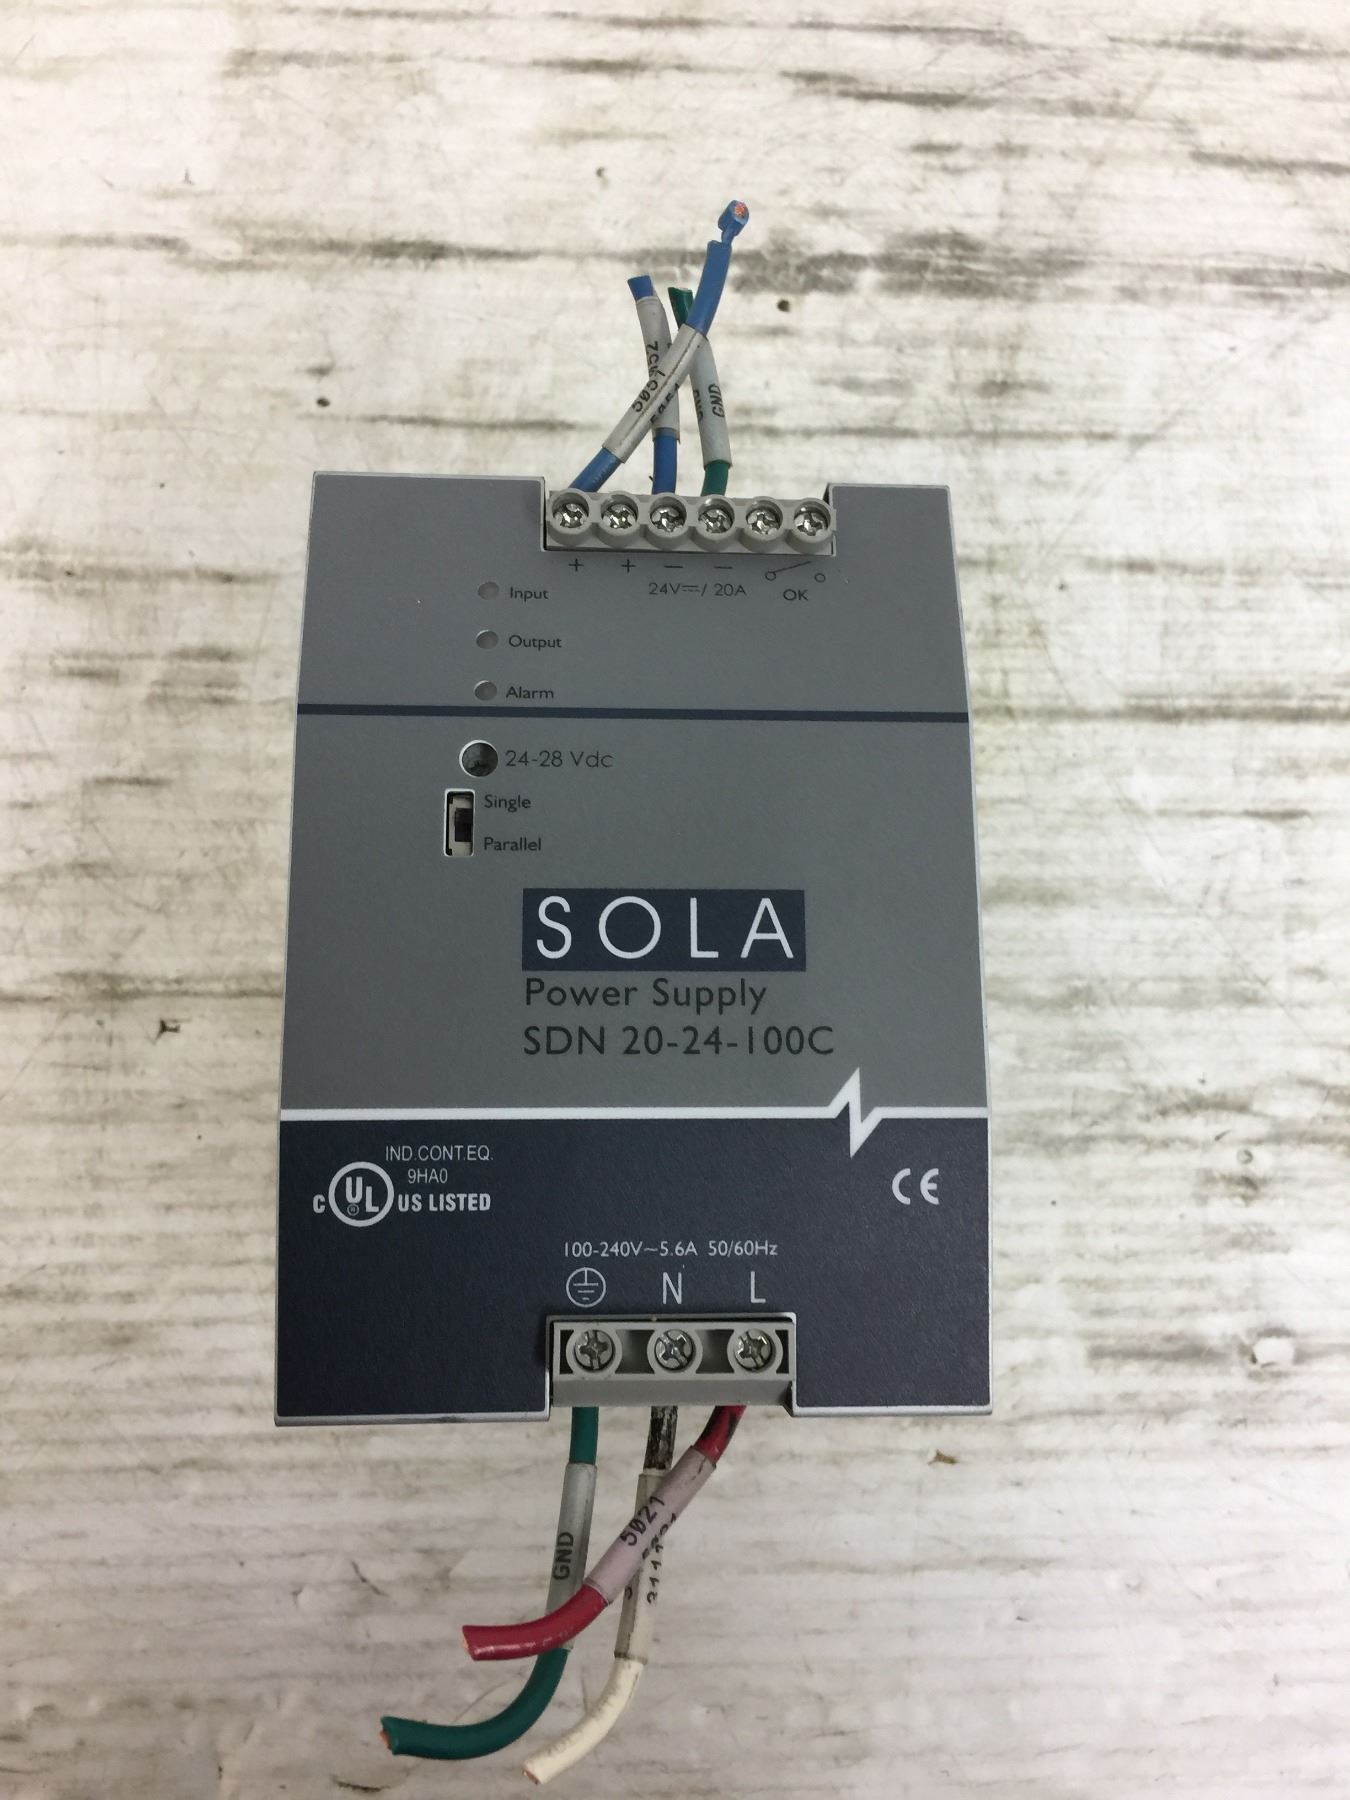 5051
GND
+ + – –
24V⎓/ 20A
OK
Input
Output
Alarm
24-28 Vdc
Single
Parallel
SOLA
Power Supply
SDN 20-24-100C
IND.CONT.EQ.
9HA0
C UL ® US LISTED
CE
100-240V~5.6A 50/60Hz
N L
GND
5021